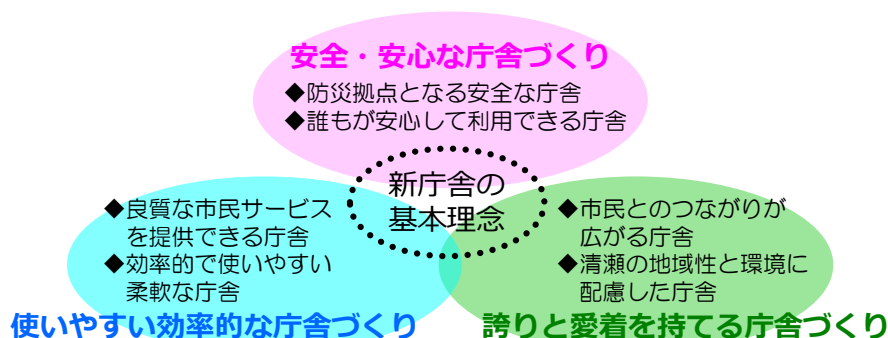 安全・安心な庁舎づくり
◆防災拠点となる安全な庁舎
◆誰もが安心して利用できる庁舎
新庁舎の
基本理念
◆良質な市民サービス
を提供できる庁舎
◆効率的で使いやすい
柔軟な庁舎
使いやすい効率的な庁舎づくり
◆市民とのつながりが
広がる庁舎
◆清瀬の地域性と環境に
配慮した庁舎
誇りと愛着を持てる庁舎づくり